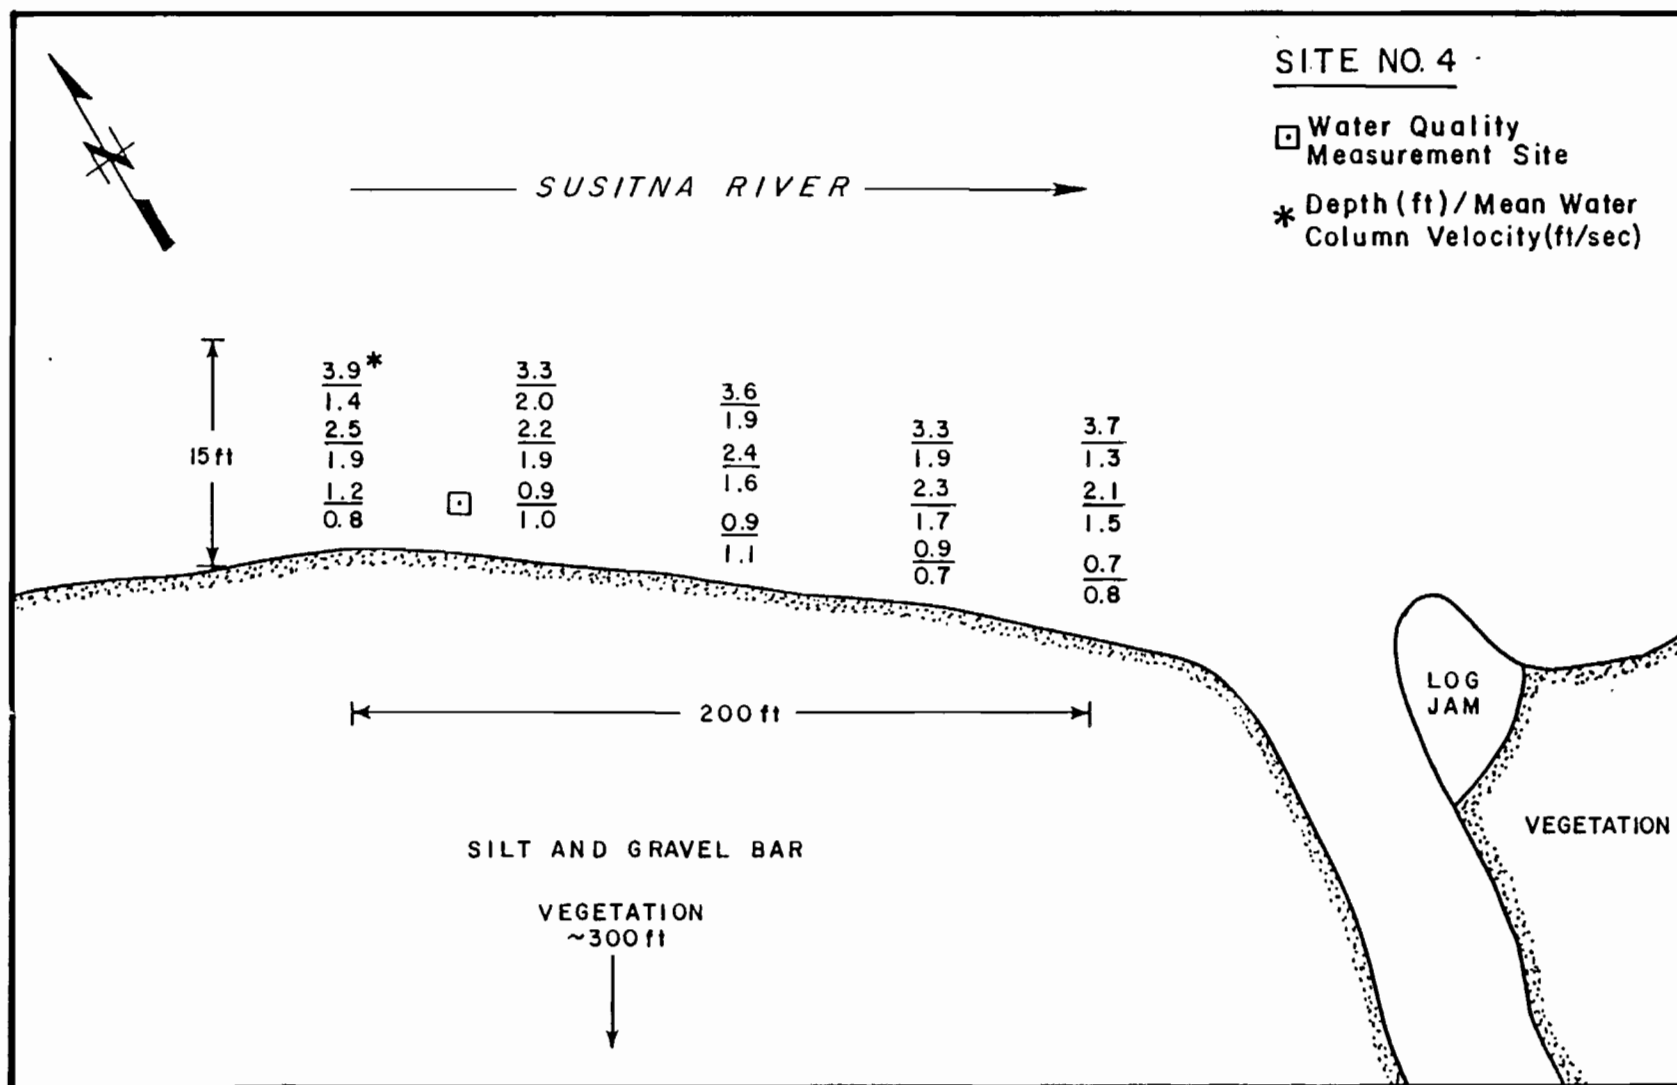 SITE NO. 4
⊡ Water Quality
Measurement Site
* Depth (ft) / Mean Water
Column Velocity (ft/sec)
N
SUSITNA RIVER
15 ft
3.9*
1.4
2.5
1.9
1.2
0.8
3.3
2.0
2.2
1.9
0.9
1.0
3.6
1.9
2.4
1.6
0.9
1.1
3.3
1.9
2.3
1.7
0.9
0.7
3.7
1.3
2.1
1.5
0.7
0.8
200 ft
LOG
JAM
VEGETATION
SILT AND GRAVEL BAR
VEGETATION
~300 ft